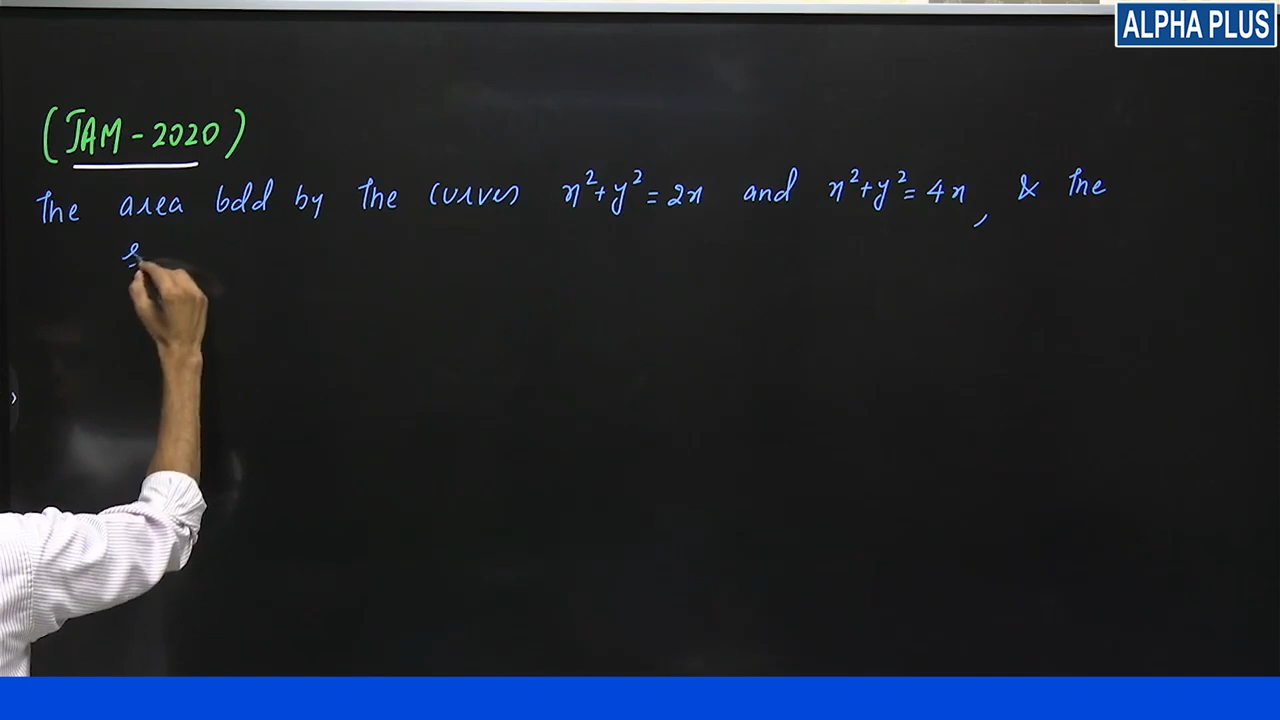 ALPHA PLUS
(JAM-2020)
The area bdd by the curves x²+y²=2x and x²+y²=4x, & the